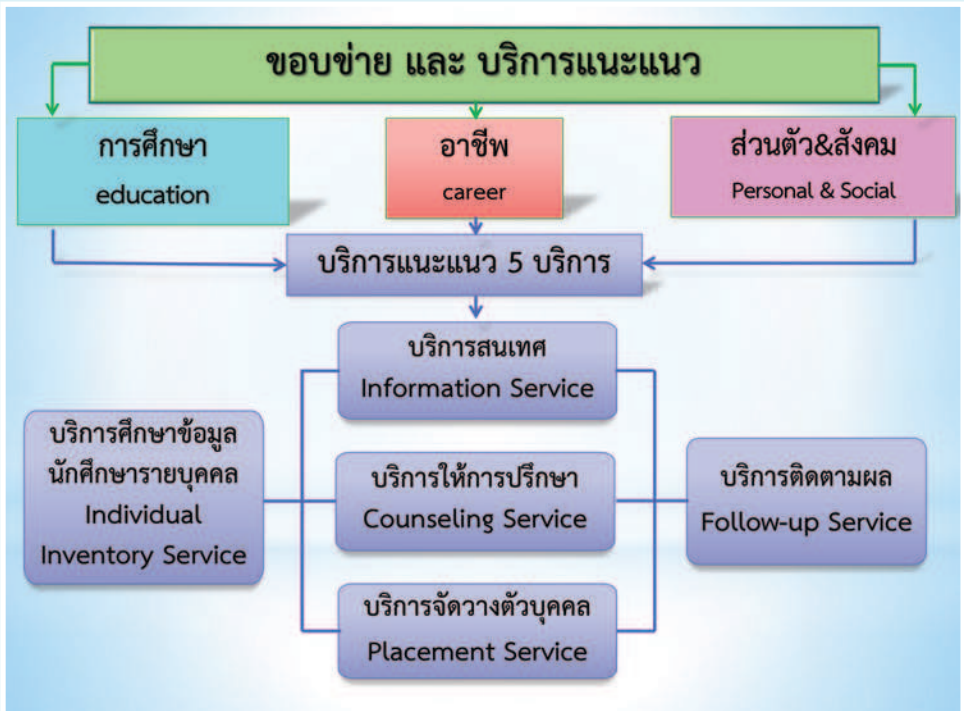 ขอบข่าย และ บริการแนะแนว
การศึกษา
education
อาชีพ
career
ส่วนตัว&สังคม
Personal & Social
บริการแนะแนว 5 บริการ
บริการสนเทศ
Information Service
บริการศึกษาข้อมูล
นักศึกษารายบุคคล
Individual
Inventory Service
บริการให้การปรึกษา
Counseling Service
บริการติดตามผล
Follow-up Service
บริการจัดวางตัวบุคคล
Placement Service